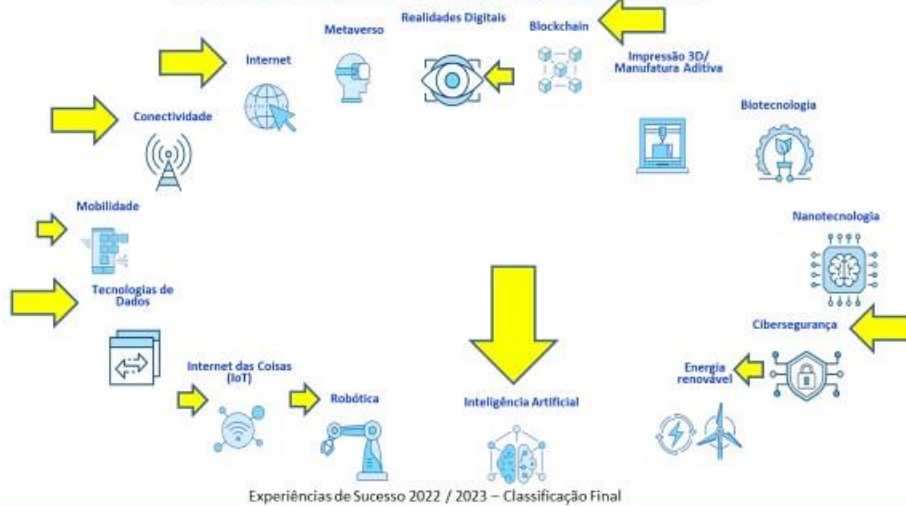 Realidades Digitais
Blockchain
Metaverso
Internet
Impressão 3D/
Manufatura Aditiva
Biotecnologia
Conectividade
Mobilidade
Nanotecnologia
Tecnologias de
Dados
Cibersegurança
Internet das Coisas
(IoT)
Energia
renovável
Robótica
Inteligência Artificial
Experiências de Sucesso 2022 / 2023 – Classificação Final